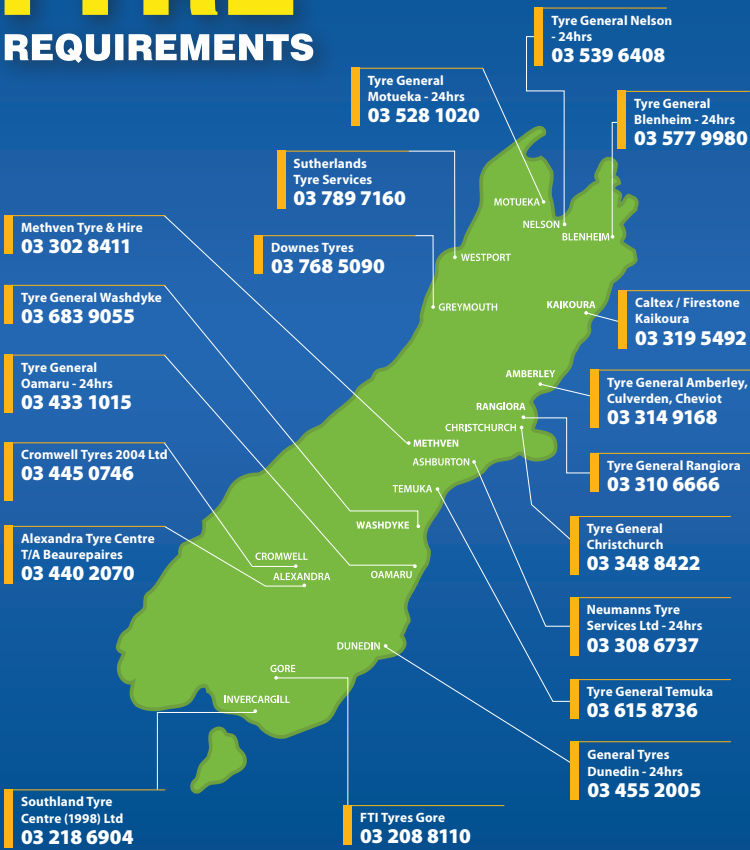 REQUIREMENTS
Tyre General Nelson
- 24hrs
03 539 6408
Tyre General
Motueka - 24hrs
03 528 1020
Tyre General
Blenheim - 24hrs
03 577 9980
Sutherlands
Tyre Services
03 789 7160
Methven Tyre & Hire
03 302 8411
Downes Tyres
03 768 5090
Tyre General Washdyke
03 683 9055
Caltex / Firestone
Kaikoura
03 319 5492
Tyre General
Oamaru - 24hrs
03 433 1015
Tyre General Amberley,
Culverden, Cheviot
03 314 9168
Cromwell Tyres 2004 Ltd
03 445 0746
Tyre General Rangiora
03 310 6666
Alexandra Tyre Centre
T/A Beaurepaires
03 440 2070
Tyre General
Christchurch
03 348 8422
Neumanns Tyre
Services Ltd - 24hrs
03 308 6737
Tyre General Temuka
03 615 8736
General Tyres
Dunedin - 24hrs
03 455 2005
Southland Tyre
Centre (1998) Ltd
03 218 6904
FTI Tyres Gore
03 208 8110
MOTUEKA
NELSON
BLENHEIM
WESTPORT
GREYMOUTH
KAIKOURA
AMBERLEY
RANGIORA
CHRISTCHURCH
METHVEN
ASHBURTON
TEMUKA
WASHDYKE
CROMWELL
ALEXANDRA
OAMARU
DUNEDIN
GORE
INVERCARGILL